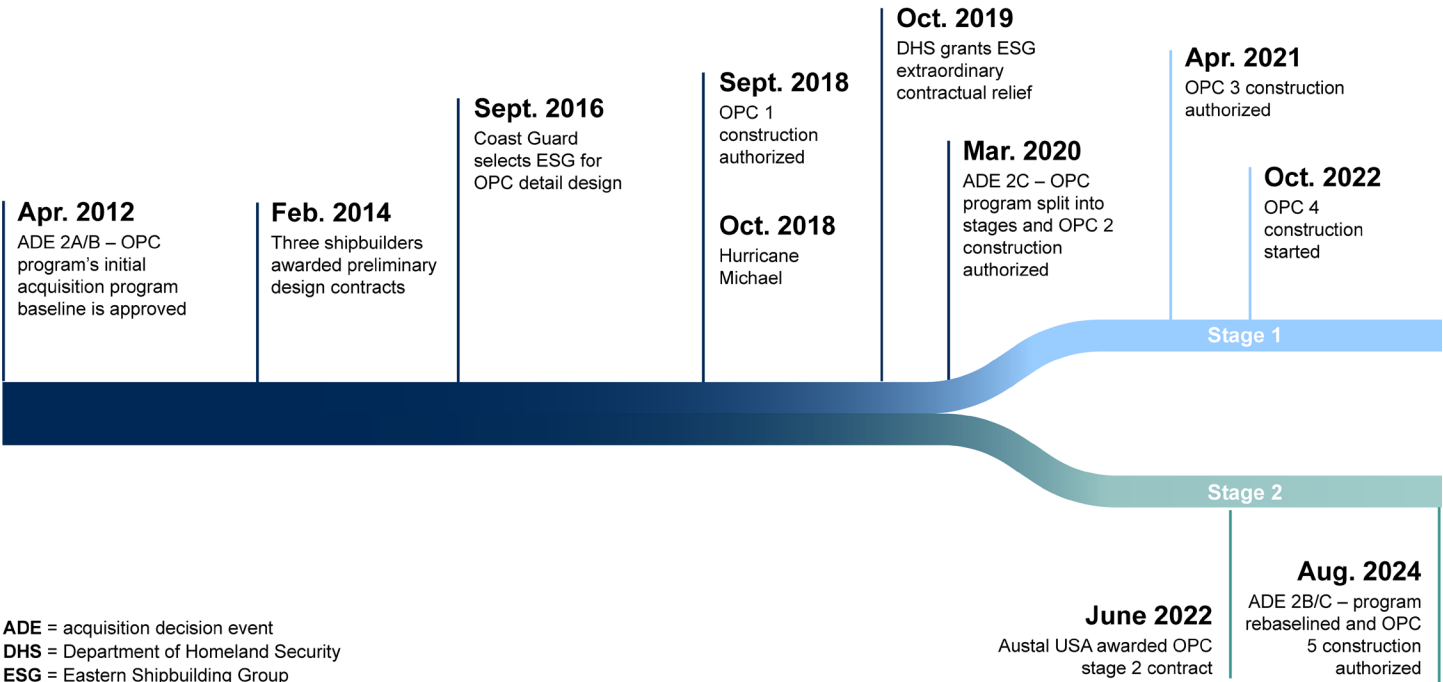 Apr. 2012
ADE 2A/B – OPC
program's initial
acquisition program
baseline is approved
Feb. 2014
Three shipbuilders
awarded preliminary
design contracts
Sept. 2016
Coast Guard
selects ESG for
OPC detail design
Sept. 2018
OPC 1
construction
authorized
Oct. 2018
Hurricane
Michael
Oct. 2019
DHS grants ESG
extraordinary
contractual relief
Mar. 2020
ADE 2C – OPC
program split into
stages and OPC 2
construction
authorized
Apr. 2021
OPC 3 construction
authorized
Oct. 2022
OPC 4
construction
started
Stage 1
Stage 2
June 2022
Austal USA awarded OPC
stage 2 contract
Aug. 2024
ADE 2B/C – program
rebaselined and OPC
5 construction
authorized
ADE = acquisition decision event
DHS = Department of Homeland Security
ESG = Eastern Shipbuilding Group